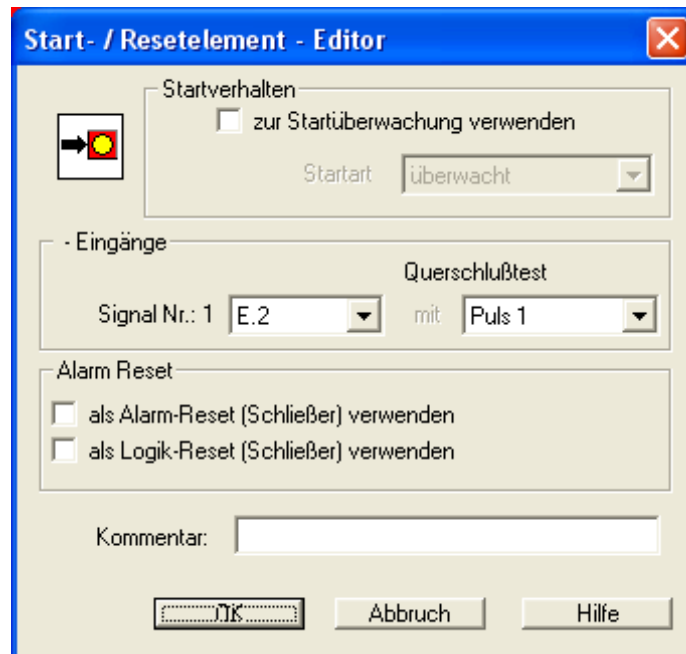 Start- / Resetelement - Editor
Startverhalten
zur Startüberwachung verwenden
Startart überwacht
- Eingänge
Querschlußtest
Signal Nr.: 1 E.2 mit Puls 1
Alarm Reset
als Alarm-Reset (Schließer) verwenden
als Logik-Reset (Schließer) verwenden
Kommentar:
OK Abbruch Hilfe